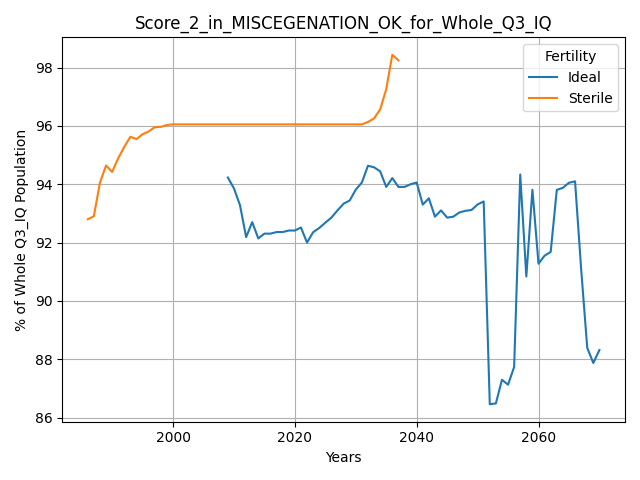 Score_2_in_MISCEGENATION_OK_for_Whole_Q3_IQ
% of Whole Q3_IQ Population
98
96
94
92
90
88
86
Fertility
Ideal
Sterile
2000
2020
2040
2060
Years